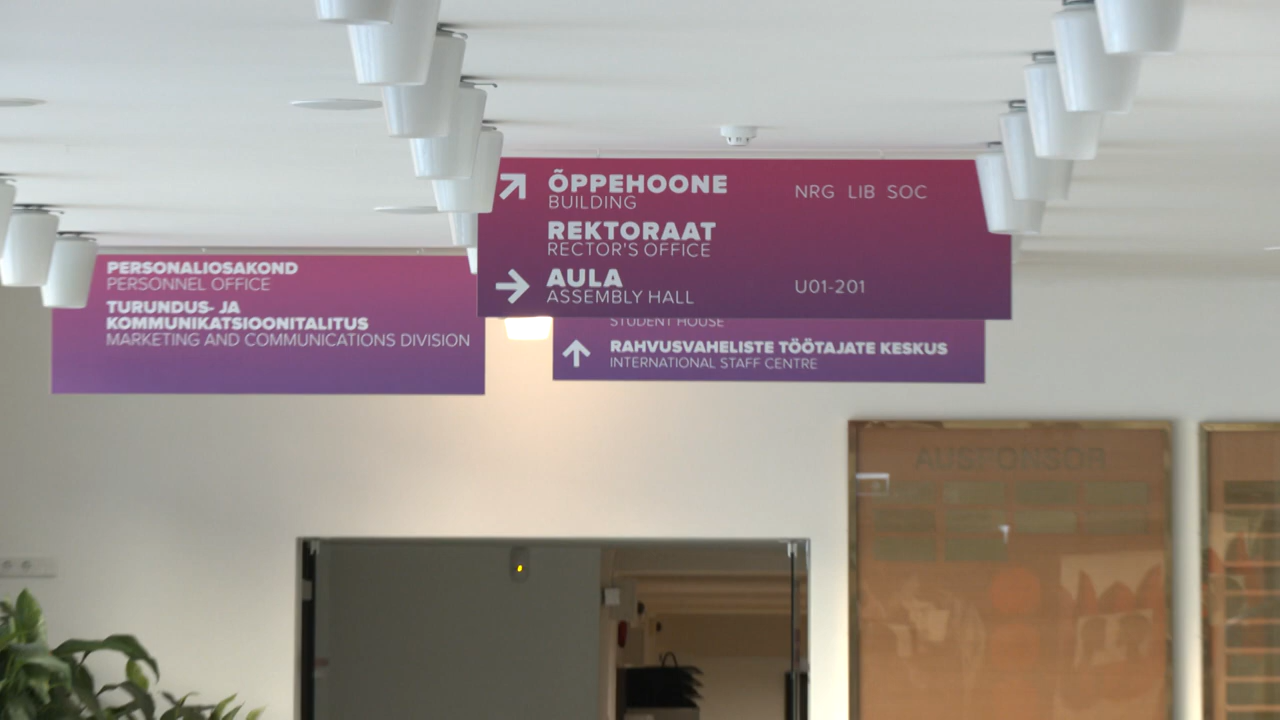 ÕPPEHOONE NRG LIB SOC
BUILDING
REKTORAAT
RECTOR'S OFFICE
AULA U01-201
ASSEMBLY HALL
PERSONALIOSAKOND
PERSONNEL OFFICE
TURUNDUS- JA
KOMMUNIKATSIOONITALITUS
MARKETING AND COMMUNICATIONS DIVISION
STUDENT HOUSE
RAHVUSVAHELISTE TÖÖTAJATE KESKUS
INTERNATIONAL STAFF CENTRE
AUSPONSOR